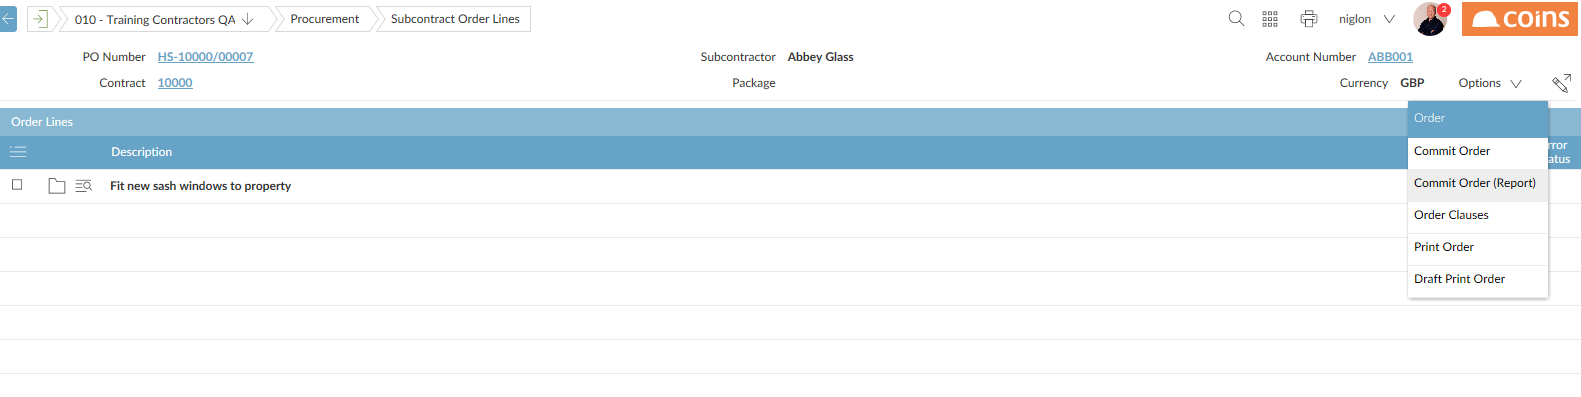 010 - Training Contractors QA Procurement Subcontract Order Lines niglon 2 coins
PO Number HS-10000/00007 Subcontractor Abbey Glass Account Number ABB001
Contract 10000 Package Currency GBP Options
Order Lines
Order
Description
Commit Order
rror
atus
Fit new sash windows to property
Commit Order (Report)
Order Clauses
Print Order
Draft Print Order